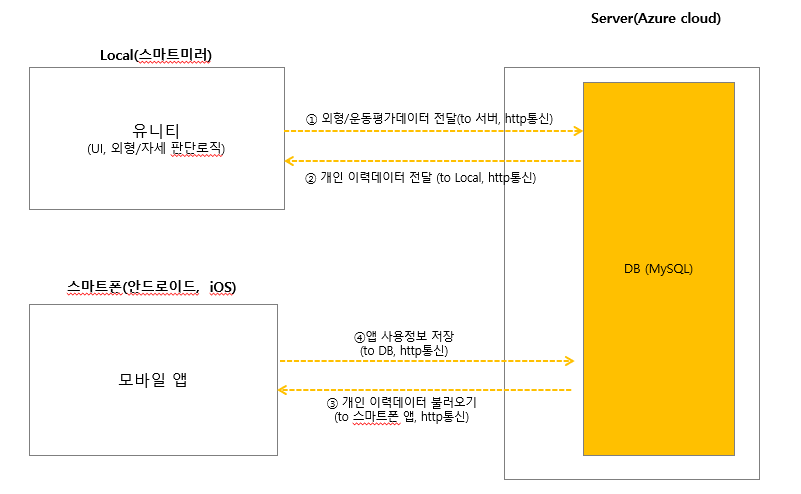 Server(Azure cloud)
Local(스마트미러)
유니티
(UI, 외형/자세 판단로직)
① 외형/운동평가데이터 전달(to 서버, http통신)
② 개인 이력데이터 전달 (to Local, http통신)
DB (MySQL)
스마트폰(안드로이드, iOS)
모바일 앱
④앱 사용정보 저장
(to DB, http통신)
③ 개인 이력데이터 불러오기
(to 스마트폰 앱, http통신)